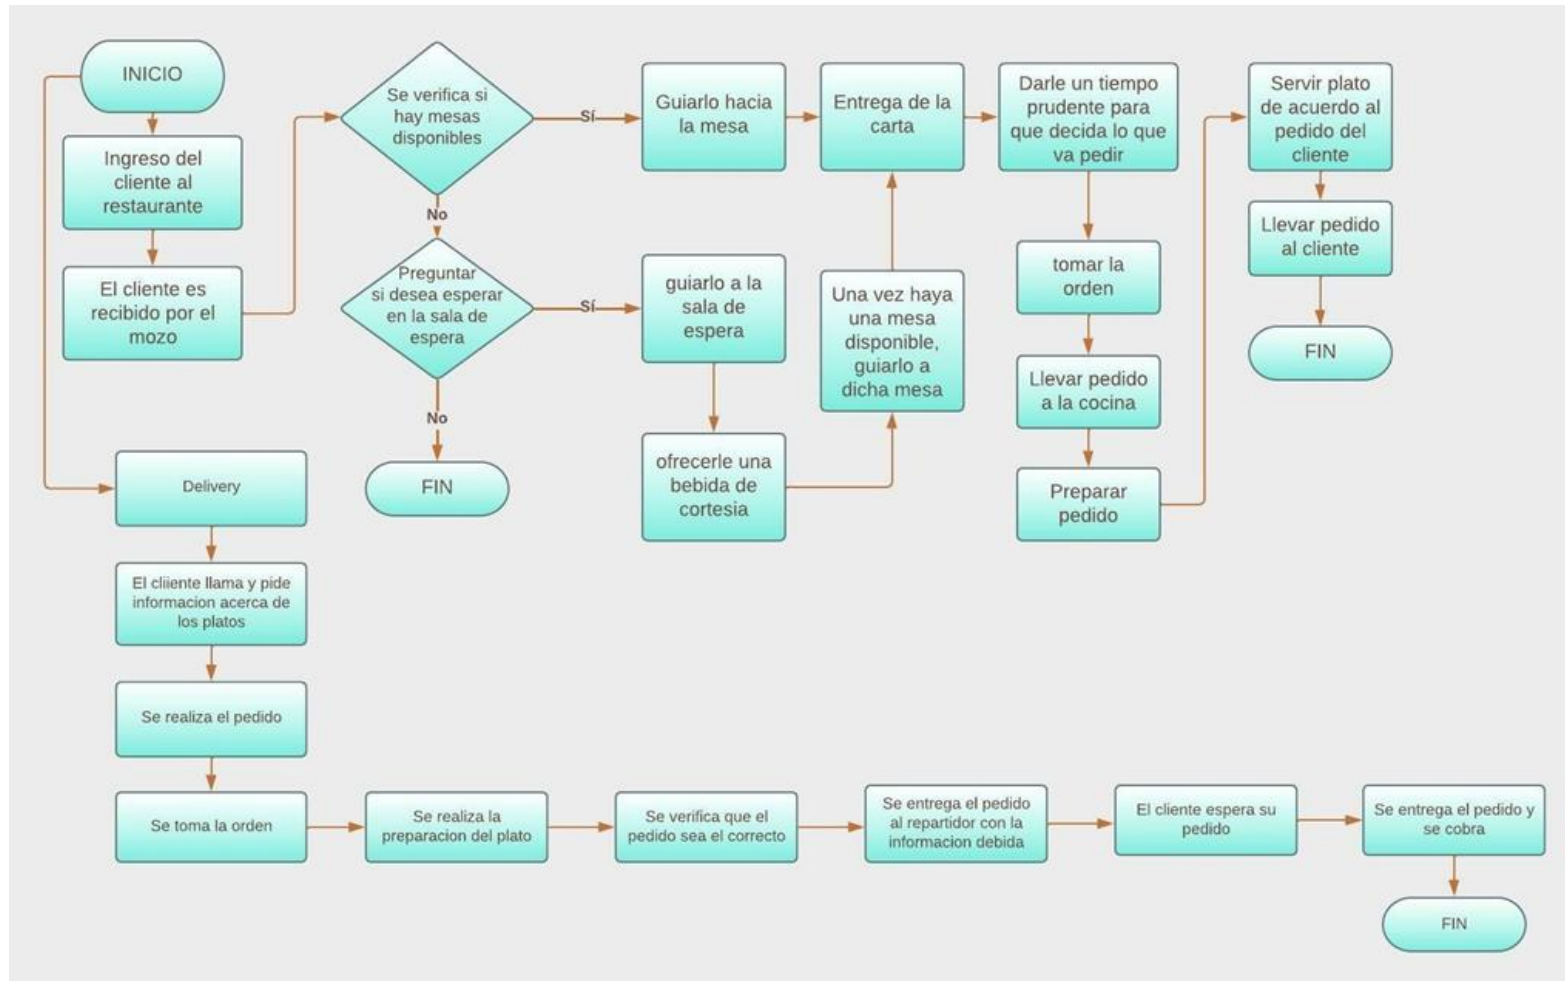 INICIO
Ingreso del
cliente al
restaurante
El cliente es
recibido por el
mozo
Se verifica si
hay mesas
disponibles
Sí
No
Preguntar
si desea esperar
en la sala de
espera
Sí
No
FIN
Guiarlo hacia
la mesa
guiarlo a la
sala de
espera
ofrecerle una
bebida de
cortesia
Una vez haya
una mesa
disponible,
guiarlo a
dicha mesa
Entrega de la
carta
Darle un tiempo
prudente para
que decida lo que
va pedir
tomar la
orden
Llevar pedido
a la cocina
Preparar
pedido
Servir plato
de acuerdo al
pedido del
cliente
Llevar pedido
al cliente
FIN
Delivery
El cliiente llama y pide
informacion acerca de
los platos
Se realiza el pedido
Se toma la orden
Se realiza la
preparacion del plato
Se verifica que el
pedido sea el correcto
Se entrega el pedido
al repartidor con la
informacion debida
El cliente espera su
pedido
Se entrega el pedido y
se cobra
FIN